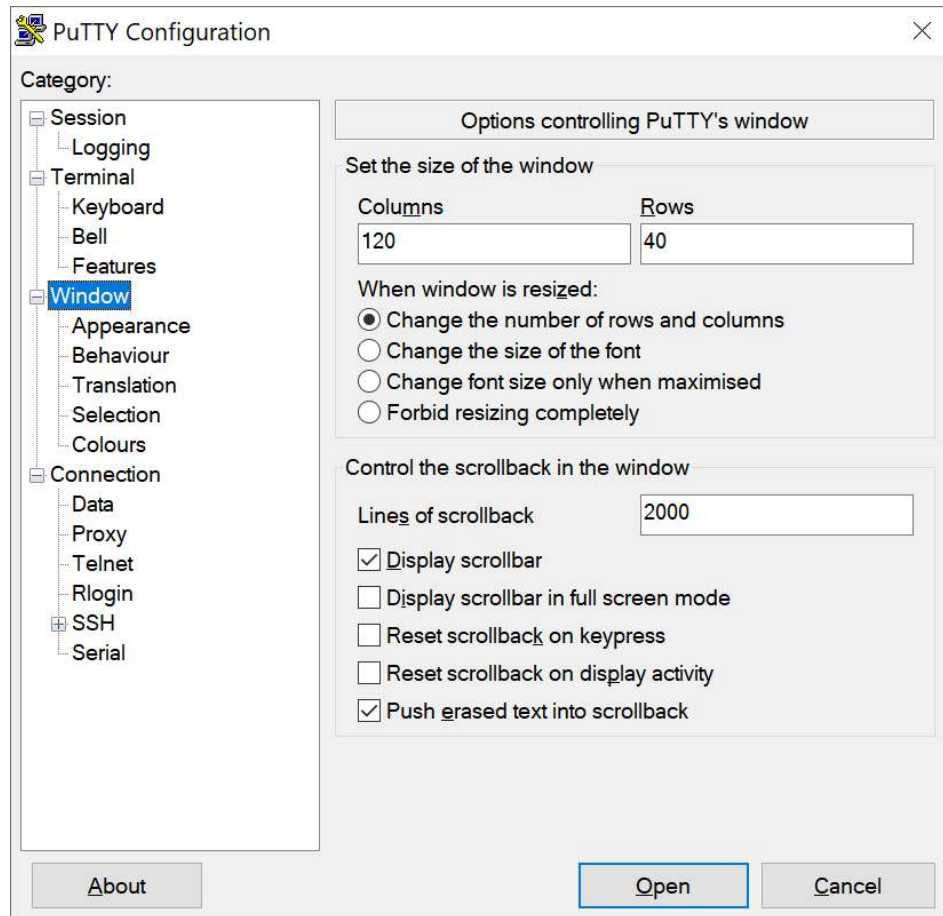 PuTTY Configuration
Category:
Session
Logging
Terminal
Keyboard
Bell
Features
Window
Appearance
Behaviour
Translation
Selection
Colours
Connection
Data
Proxy
Telnet
Rlogin
SSH
Serial
Options controlling PuTTY's window
Set the size of the window
Columns Rows
120 40
When window is resized:
Change the number of rows and columns
Change the size of the font
Change font size only when maximised
Forbid resizing completely
Control the scrollback in the window
Lines of scrollback 2000
Display scrollbar
Display scrollbar in full screen mode
Reset scrollback on keypress
Reset scrollback on display activity
Push erased text into scrollback
About Open Cancel